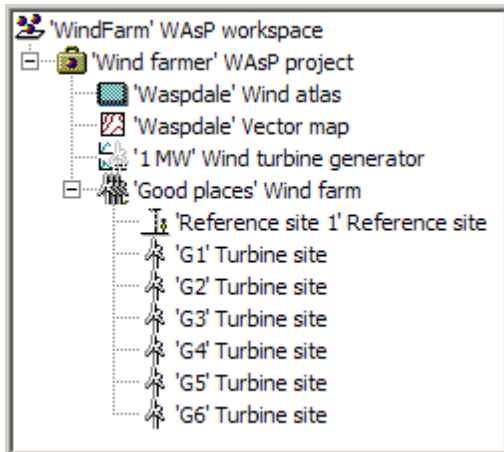 'WindFarm' WAsP workspace
'Wind farmer' WAsP project
'Waspdale' Wind atlas
'Waspdale' Vector map
'1 MW' Wind turbine generator
'Good places' Wind farm
'Reference site 1' Reference site
'G1' Turbine site
'G2' Turbine site
'G3' Turbine site
'G4' Turbine site
'G5' Turbine site
'G6' Turbine site